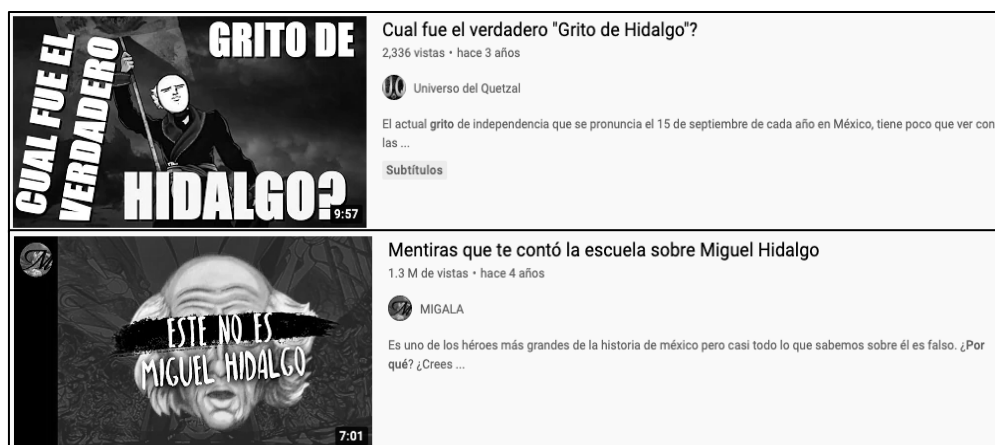 CUAL FUE EL
VERDADERO
GRITO DE
HIDALGO?
9:57
Cual fue el verdadero "Grito de Hidalgo"?
2,336 vistas • hace 3 años
Universo del Quetzal
El actual grito de independencia que se pronuncia el 15 de septiembre de cada año en México, tiene poco que ver con
las ...
Subtítulos
ESTE NO ES
MIGUEL HIDALGO
7:01
Mentiras que te contó la escuela sobre Miguel Hidalgo
1.3 M de vistas • hace 4 años
MIGALA
Es uno de los héroes más grandes de la historia de méxico pero casi todo lo que sabemos sobre él es falso. ¿Por
qué? ¿Crees ...